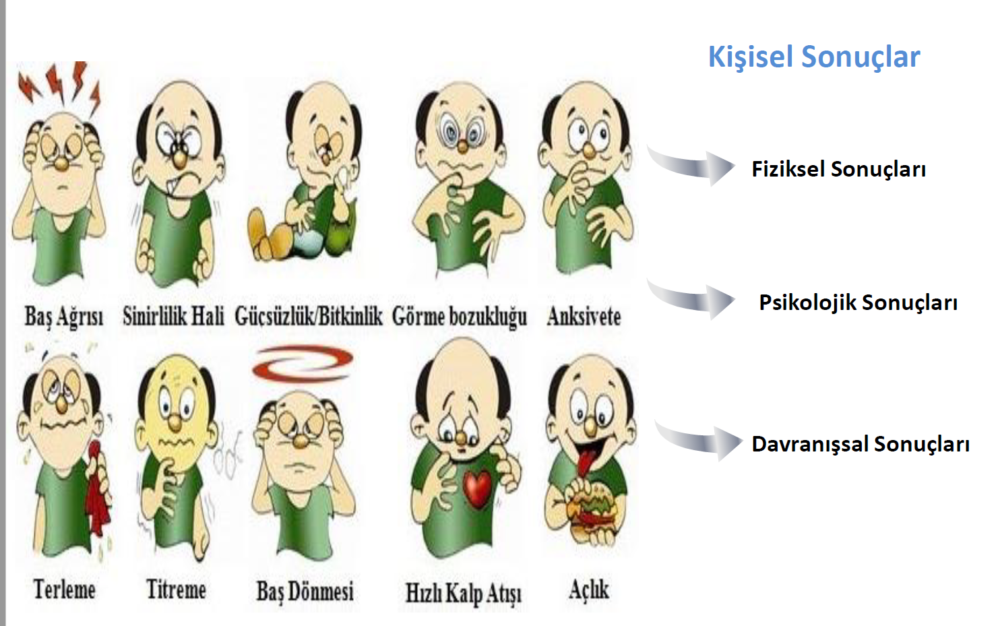 Kişisel Sonuçlar
Baş Ağrısı
Sinirlilik Hali
Güçsüzlük/Bitkinlik
Görme bozukluğu
Anksivete
Terleme
Titreme
Baş Dönmesi
Hızlı Kalp Atışı
Açlık
Fiziksel Sonuçları
Psikolojik Sonuçları
Davranışsal Sonuçları